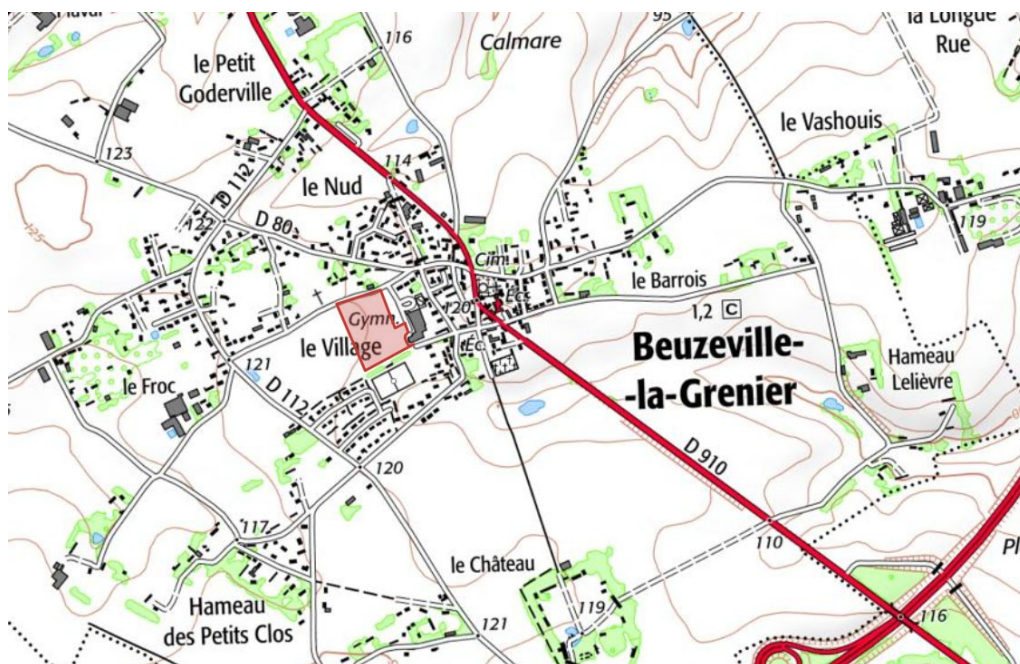 95
la Longue
Rue
116
Calmare
le Petit
Goderville
le Vashouis
123
114
le Nud
D 112
D 80
A22
119
125
Cim.
le Barrois
Éc.
120
1,2 C
Gymn.
le Village
Éc.
Beuzeville-
-la-Grenier
Hameau
Lelièvre
121
le Froc
D 112
D 910
120
117
110
le Château
Hameau
des Petits Clos
119
116
121